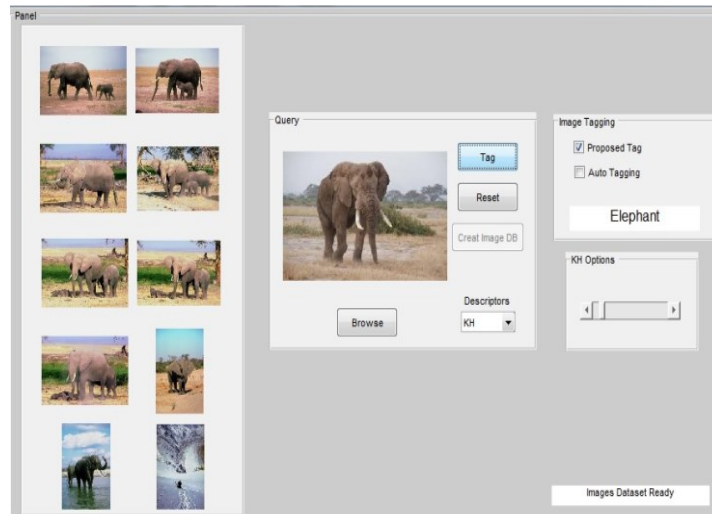 Panel
Query
Tag
Reset
Creat Image DB
Descriptors
KH
Browse
Image Tagging
Proposed Tag
Auto Tagging
Elephant
KH Options
Images Dataset Ready